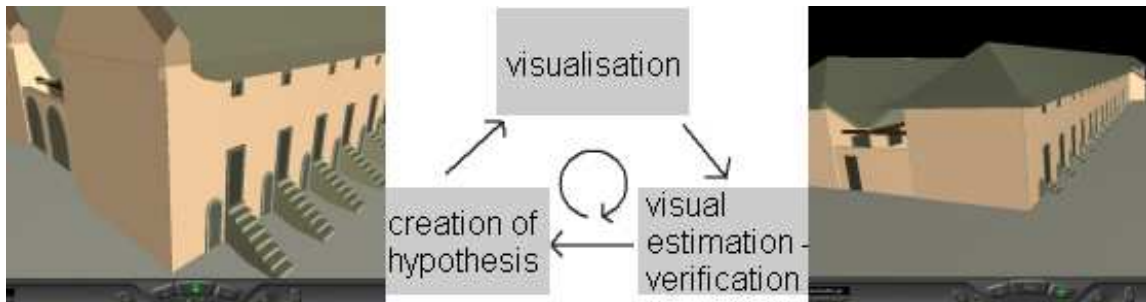 visualisation
creation of
hypothesis
visual
estimation -
verification